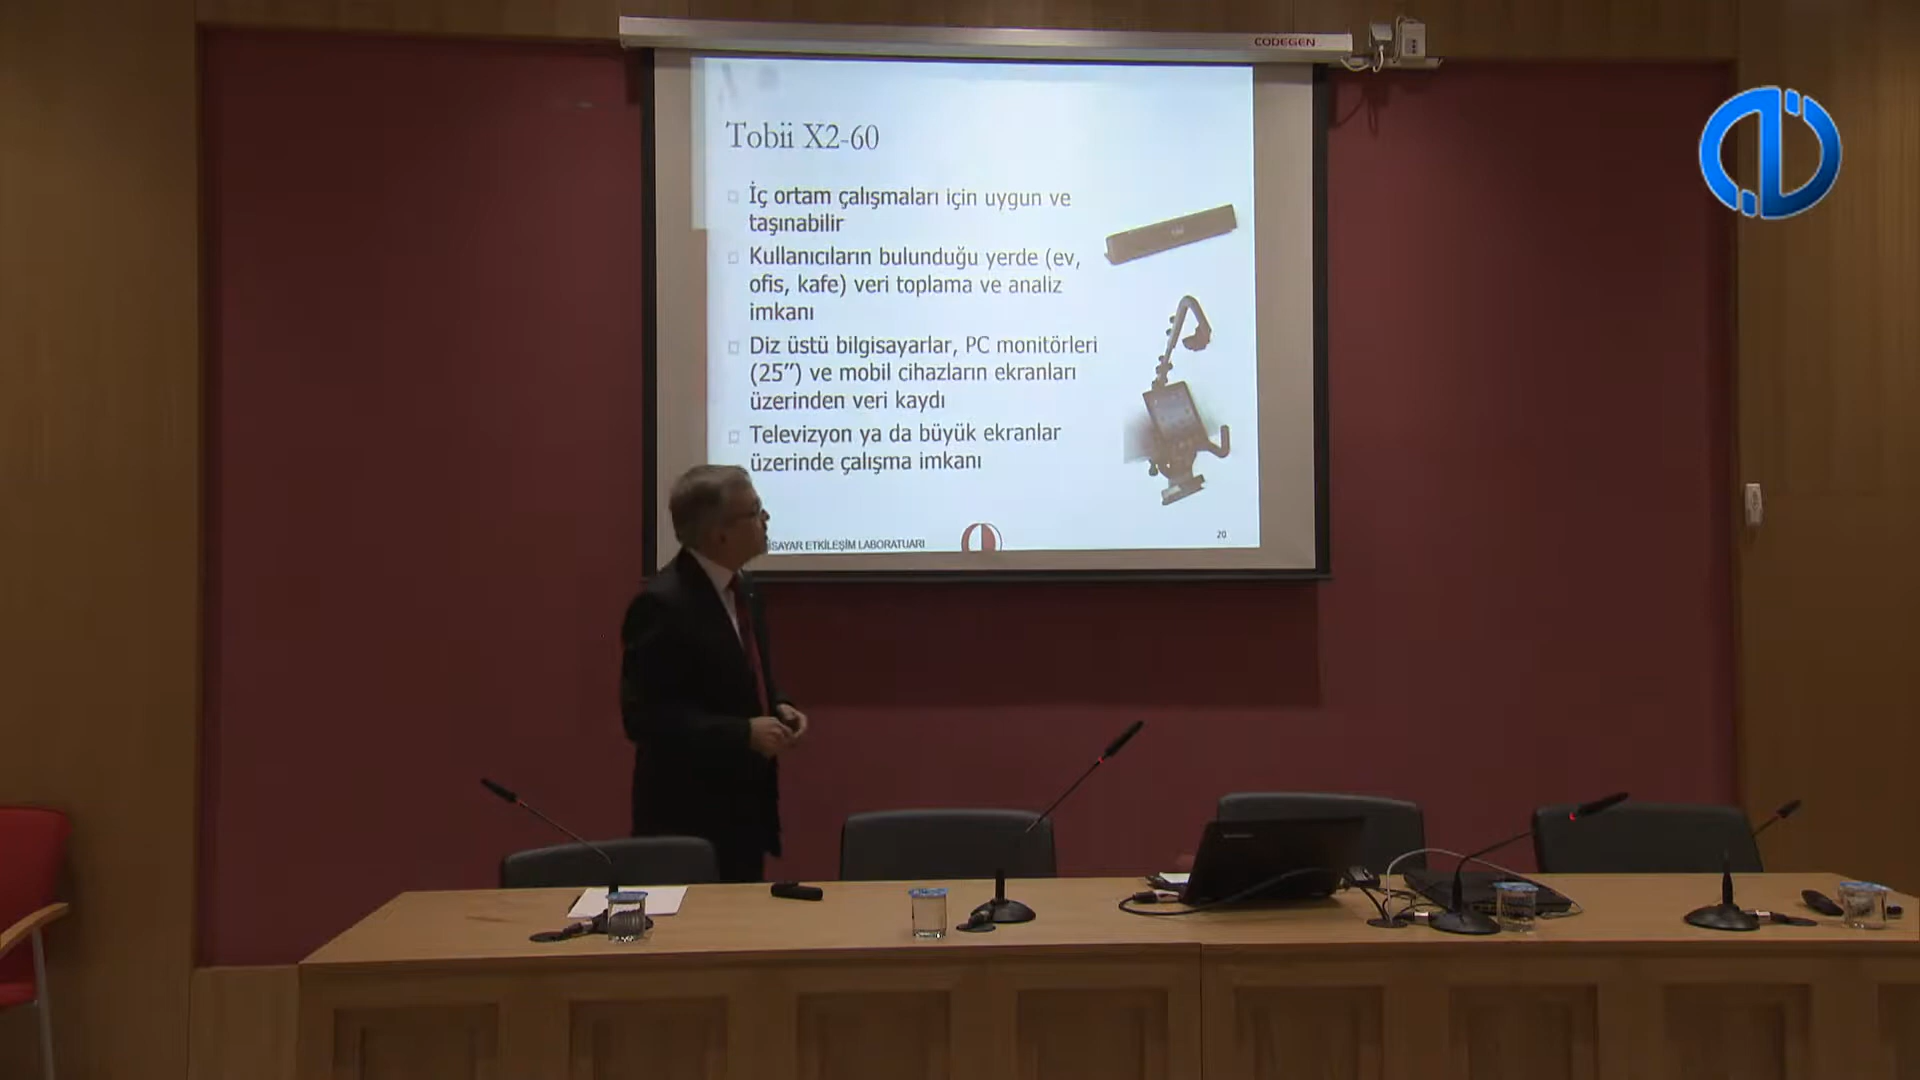 CODEGEN
Tobii X2-60
İç ortam çalışmaları için uygun ve
taşınabilir
Kullanıcıların bulunduğu yerde (ev,
ofis, kafe) veri toplama ve analiz
imkanı
Diz üstü bilgisayarlar, PC monitörleri
(25”) ve mobil cihazların ekranları
üzerinden veri kaydı
Televizyon ya da büyük ekranlar
üzerinde çalışma imkanı
ETKİLEŞİM LABORATUARI
20